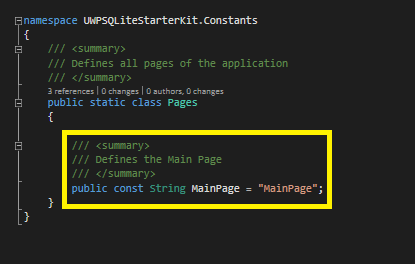 namespace UWPSQLiteStarterKit.Constants
{
/// <summary>
/// Defines all pages of the application
/// </summary>
3 references | 0 changes | 0 authors, 0 changes
public static class Pages
{
/// <summary>
/// Defines the Main Page
/// </summary>
public const String MainPage = "MainPage";
}
}